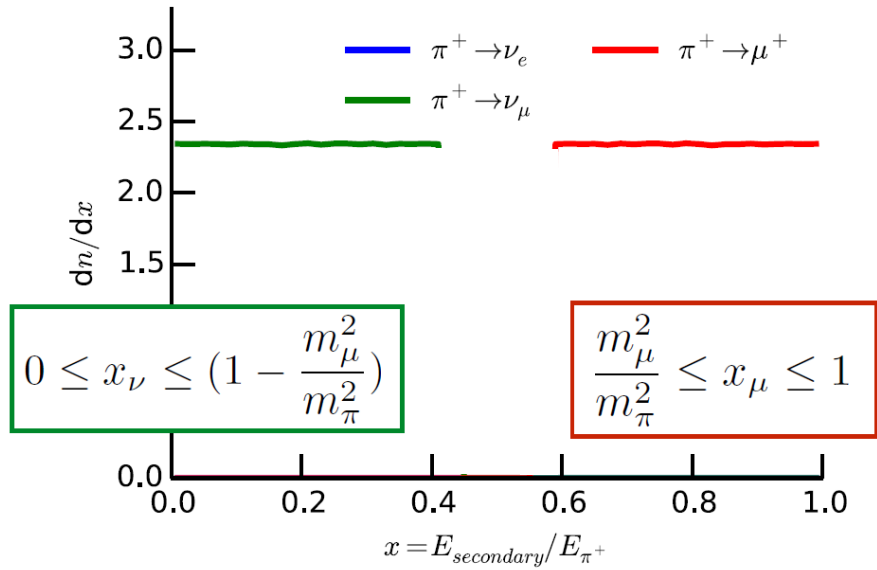 3.0
π⁺ → νₑ
π⁺ → μ⁺
π⁺ → ν_μ
2.5
2.0
1.5
dn/dx
0 ≤ x_ν ≤ (1 − m_μ²/m_π²)
m_μ²/m_π² ≤ x_μ ≤ 1
0.0
0.0 0.2 0.4 0.6 0.8 1.0
x = E_secondary/E_π⁺